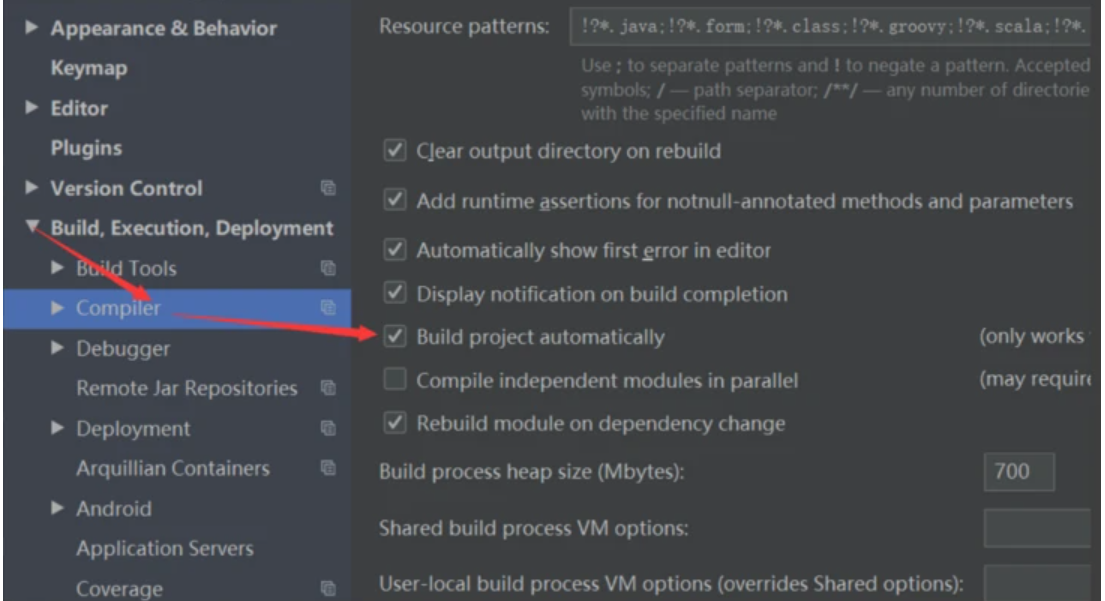 Appearance & Behavior
Keymap
Editor
Plugins
Version Control
Build, Execution, Deployment
Build Tools
Compiler
Debugger
Remote Jar Repositories
Deployment
Arquillian Containers
Android
Application Servers
Coverage
Resource patterns: !?*.java;!?*.form;!?*.class;!?*.groovy;!?*.scala;!?*.
Use ; to separate patterns and ! to negate a pattern. Accepted
symbols; / — path separator; /**/ — any number of directorie
with the specified name
Clear output directory on rebuild
Add runtime assertions for notnull-annotated methods and parameters
Automatically show first error in editor
Display notification on build completion
Build project automatically (only works
Compile independent modules in parallel (may require
Rebuild module on dependency change
Build process heap size (Mbytes): 700
Shared build process VM options:
User-local build process VM options (overrides Shared options):